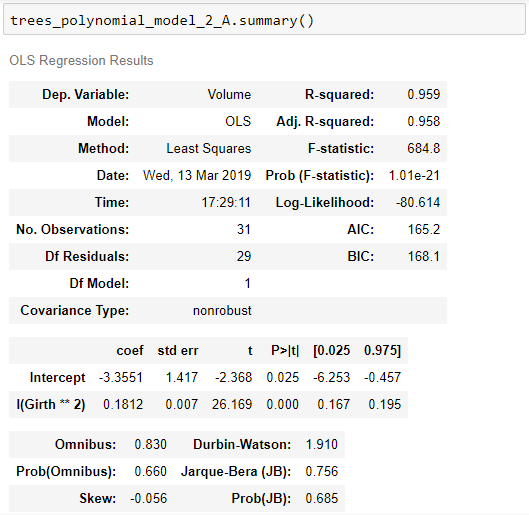 trees_polynomial_model_2_A.summary()
OLS Regression Results
Dep. Variable: Volume R-squared: 0.959
Model: OLS Adj. R-squared: 0.958
Method: Least Squares F-statistic: 684.8
Date: Wed, 13 Mar 2019 Prob (F-statistic): 1.01e-21
Time: 17:29:11 Log-Likelihood: -80.614
No. Observations: 31 AIC: 165.2
Df Residuals: 29 BIC: 168.1
Df Model: 1
Covariance Type: nonrobust
coef std err t P>|t| [0.025 0.975]
Intercept -3.3551 1.417 -2.368 0.025 -6.253 -0.457
I(Girth ** 2) 0.1812 0.007 26.169 0.000 0.167 0.195
Omnibus: 0.830 Durbin-Watson: 1.910
Prob(Omnibus): 0.660 Jarque-Bera (JB): 0.756
Skew: -0.056 Prob(JB): 0.685